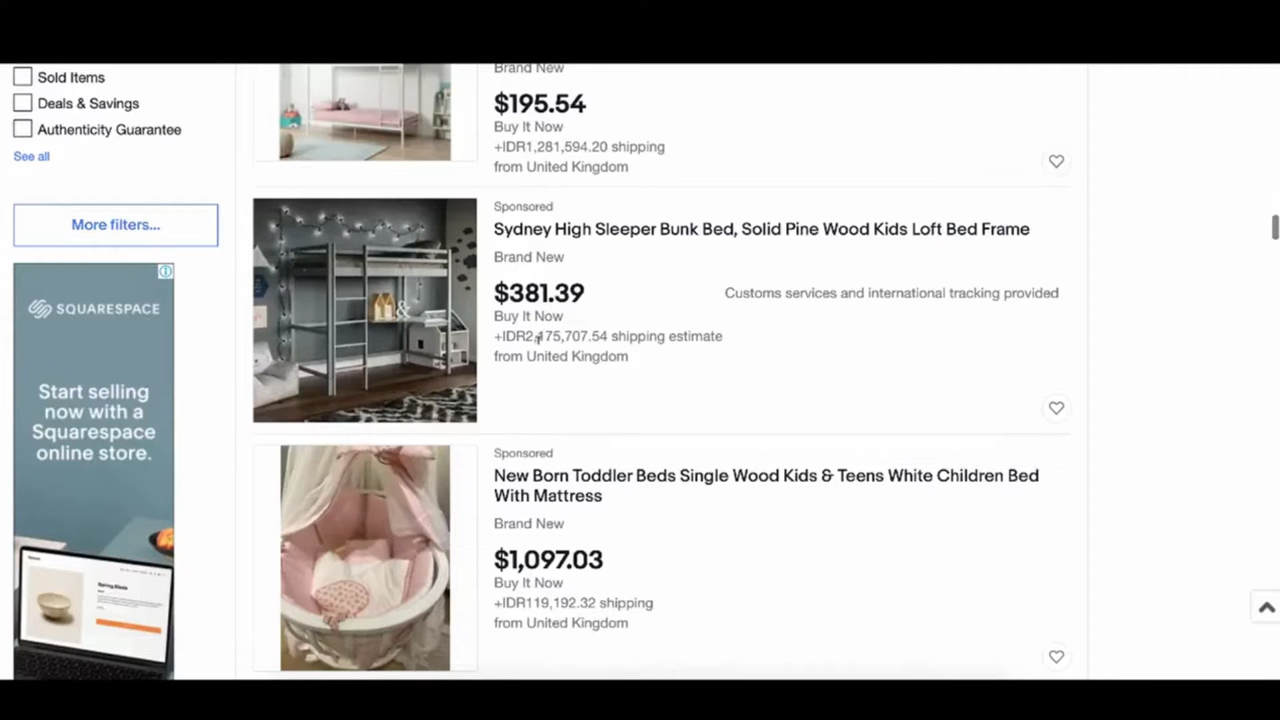 Sold Items
Deals & Savings
Authenticity Guarantee
See all
More filters...
SQUARESPACE
Start selling
now with a
Squarespace
online store.
Brand New
$195.54
Buy It Now
+IDR1,281,594.20 shipping
from United Kingdom
Sponsored
Sydney High Sleeper Bunk Bed, Solid Pine Wood Kids Loft Bed Frame
Brand New
$381.39
Customs services and international tracking provided
Buy It Now
+IDR2,175,707.54 shipping estimate
from United Kingdom
Sponsored
New Born Toddler Beds Single Wood Kids & Teens White Children Bed
With Mattress
Brand New
$1,097.03
Buy It Now
+IDR119,192.32 shipping
from United Kingdom